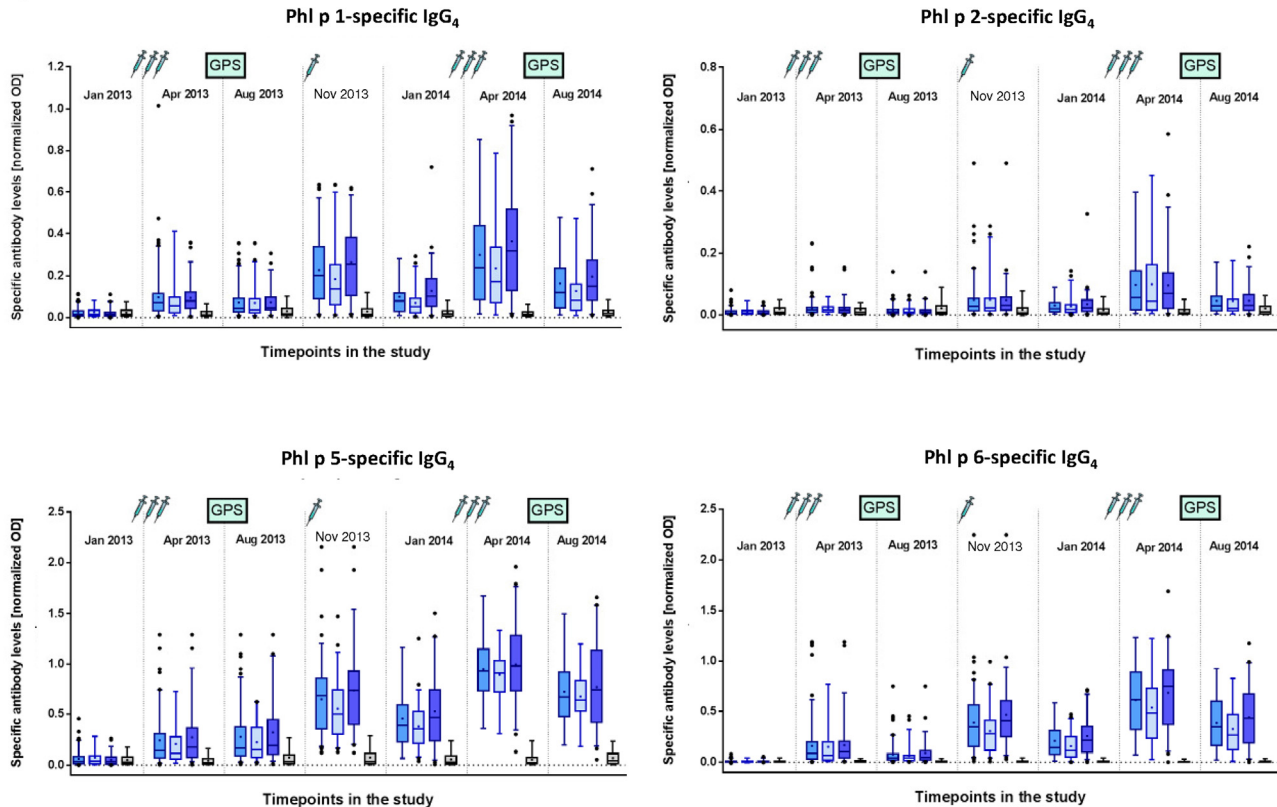 Phl p 1-specific IgG4
Specific antibody levels [normalized OD]
1.2
1.0
0.8
0.6
0.4
0.2
0.0
GPS
GPS
Jan 2013
Apr 2013
Aug 2013
Nov 2013
Jan 2014
Apr 2014
Aug 2014
Timepoints in the study
Phl p 2-specific IgG4
Specific antibody levels [normalized OD]
0.8
0.6
0.4
0.2
0.0
GPS
GPS
Jan 2013
Apr 2013
Aug 2013
Nov 2013
Jan 2014
Apr 2014
Aug 2014
Timepoints in the study
Phl p 5-specific IgG4
Specific antibody levels [normalized OD]
2.5
2.0
1.5
1.0
0.5
0.0
GPS
GPS
Jan 2013
Apr 2013
Aug 2013
Nov 2013
Jan 2014
Apr 2014
Aug 2014
Timepoints in the study
Phl p 6-specific IgG4
Specific antibody levels [normalized OD]
2.5
2.0
1.5
1.0
0.5
0.0
GPS
GPS
Jan 2013
Apr 2013
Aug 2013
Nov 2013
Jan 2014
Apr 2014
Aug 2014
Timepoints in the study